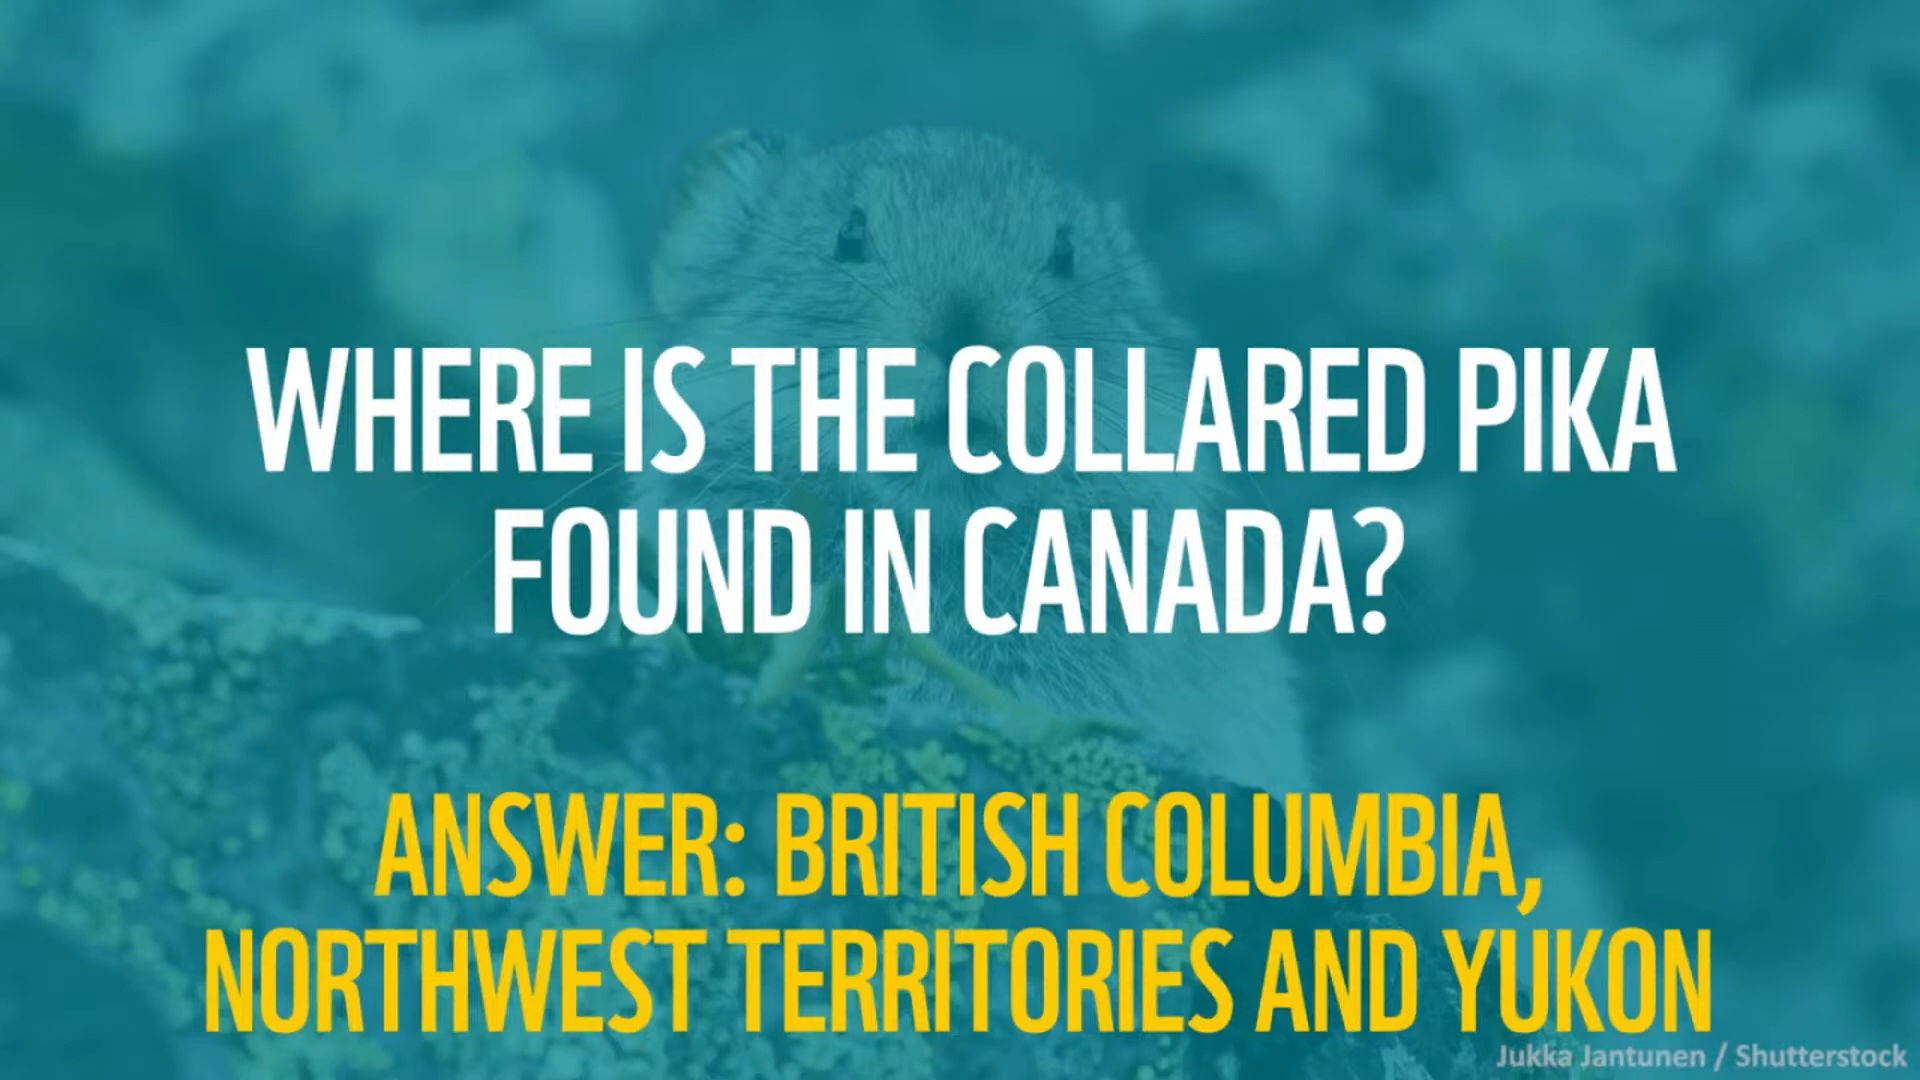 WHERE IS THE COLLARED PIKA
FOUND IN CANADA?
ANSWER: BRITISH COLUMBIA,
NORTHWEST TERRITORIES AND YUKON
Jukka Jantunen / Shutterstock